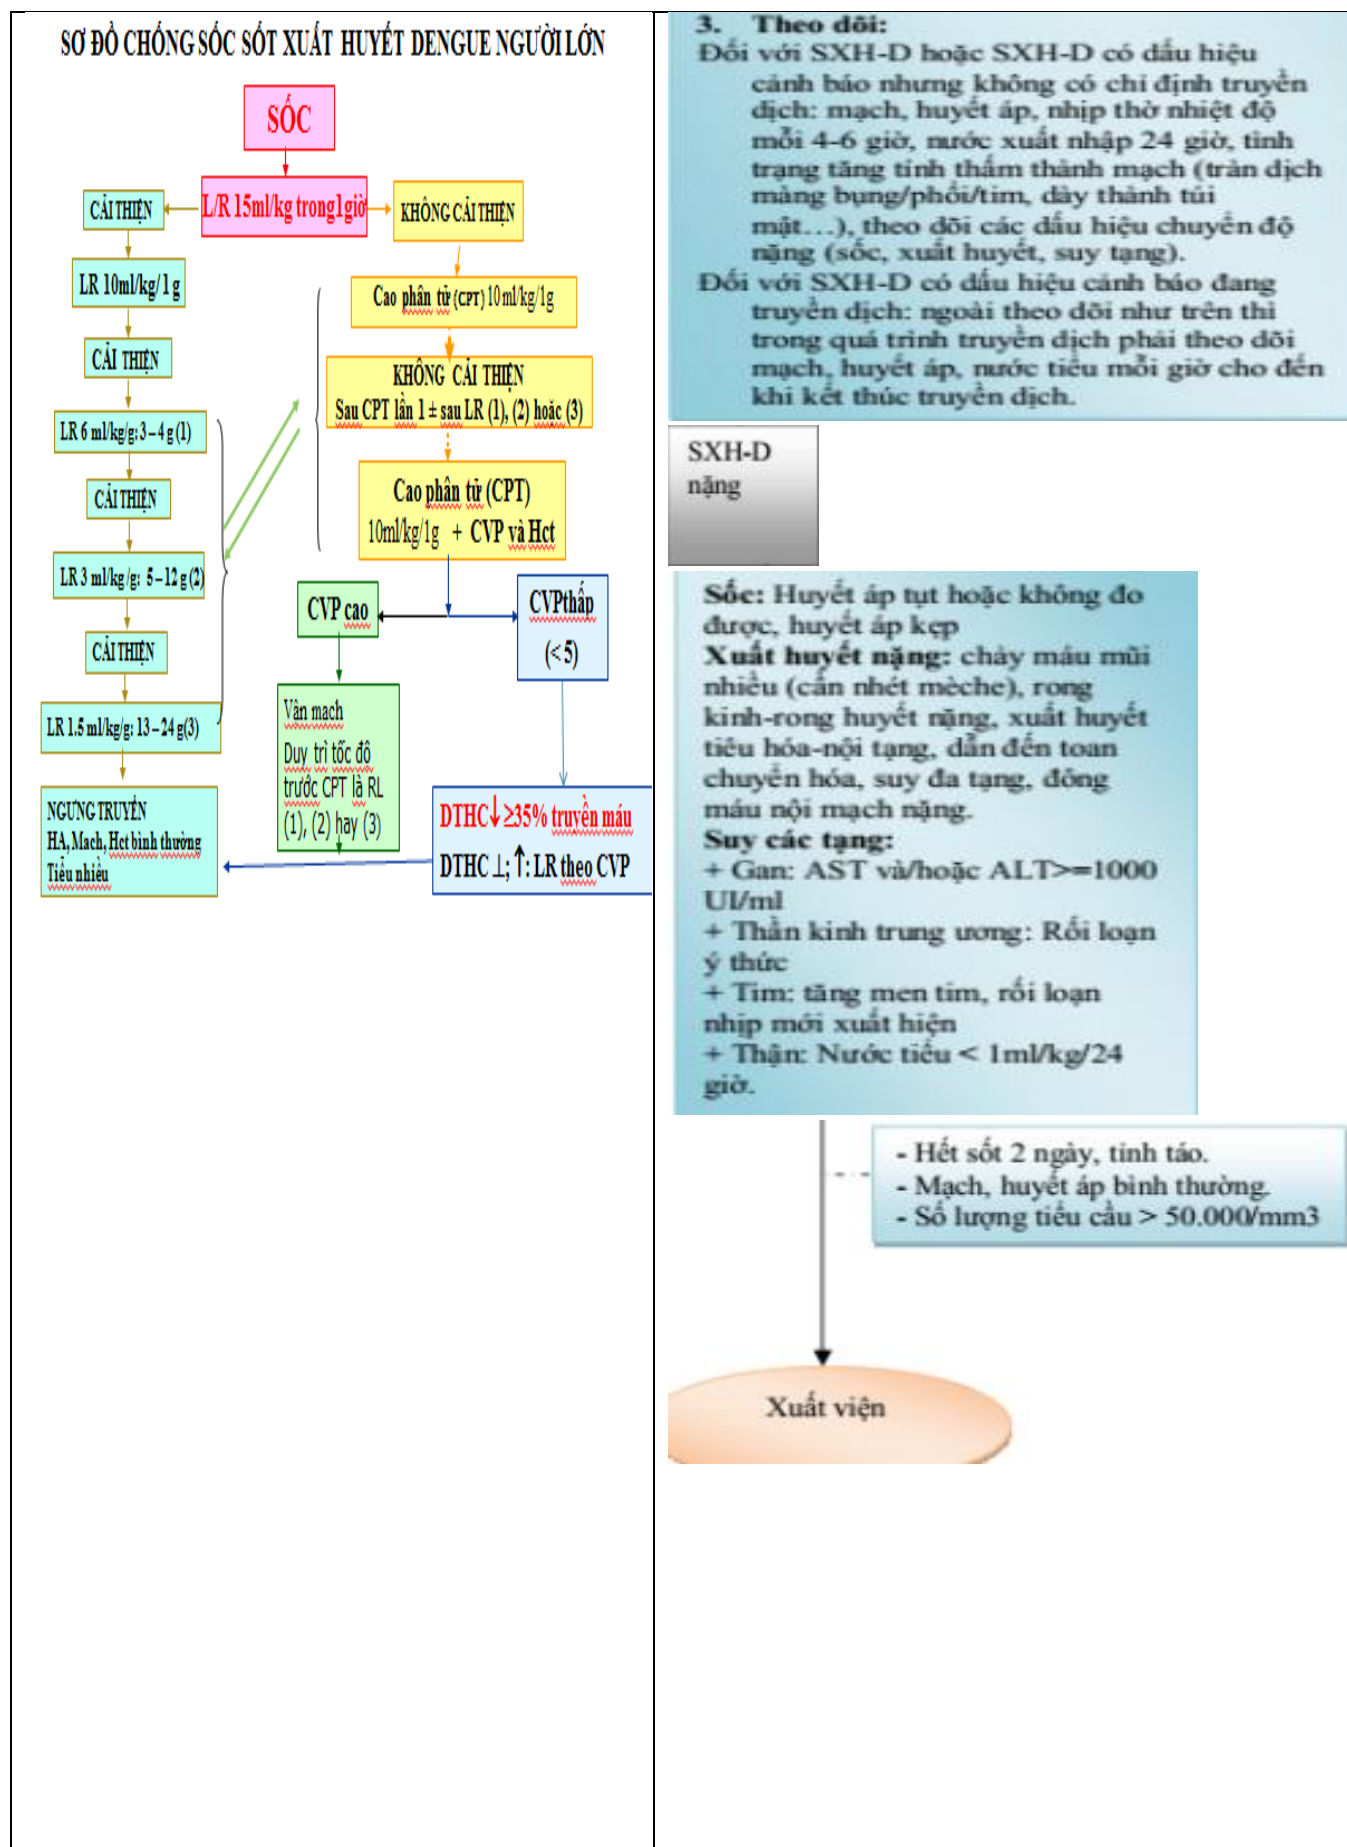 SƠ ĐỒ CHỐNG SỐC SỐT XUẤT HUYẾT DENGUE NGƯỜI LỚN
SỐC
L/R 15ml/kg trong1giờ
CẢI THIỆN
KHÔNG CẢI THIỆN
LR 10ml/kg/ 1 g
CẢI THIỆN
LR 6 ml/kg/g: 3 – 4 g (1)
CẢI THIỆN
LR 3 ml/kg /g: 5 – 12 g (2)
CẢI THIỆN
LR 1.5 ml/kg/g: 13 – 24 g(3)
NGƯNG TRUYỀN
HA, Mach, Hct bình thường
Tiểu nhiều
Cao phân tử (CPT) 10 ml/kg/1g
KHÔNG CẢI THIỆN
Sau CPT lần 1 ± sau LR (1), (2) hoặc (3)
Cao phân tử (CPT)
10ml/kg/1g + CVP và Hct
CVP cao
CVPthấp
(< 5)
Vận mạch
Duy trì tốc độ
trước CPT là RL
(1), (2) hay (3)
DTHC↓ ≥35% truyền máu
DTHC ⊥; ↑: LR theo CVP
3. Theo dõi:
Đối với SXH-D hoặc SXH-D có dấu hiệu
cảnh báo nhưng không có chỉ định truyền
dịch: mạch, huyết áp, nhịp thở nhiệt độ
mỗi 4-6 giờ, nước xuất nhập 24 giờ, tình
trạng tăng tính thấm thành mạch (tràn dịch
màng bụng/phổi/tim, dày thành túi
mật…), theo dõi các dấu hiệu chuyển độ
nặng (sốc, xuất huyết, suy tạng).
Đối với SXH-D có dấu hiệu cảnh báo đang
truyền dịch: ngoài theo dõi như trên thì
trong quá trình truyền dịch phải theo dõi
mạch, huyết áp, nước tiểu mỗi giờ cho đến
khi kết thúc truyền dịch.
SXH-D
nặng
Sốc: Huyết áp tụt hoặc không đo
được, huyết áp kẹp
Xuất huyết nặng: chảy máu mũi
nhiều (cần nhét mèche), rong
kinh-rong huyết nặng, xuất huyết
tiêu hóa-nội tạng, dẫn đến toan
chuyển hóa, suy đa tạng, đông
máu nội mạch nặng.
Suy các tạng:
+ Gan: AST và/hoặc ALT>=1000
UI/ml
+ Thần kinh trung ương: Rối loạn
ý thức
+ Tim: tăng men tim, rối loạn
nhịp mới xuất hiện
+ Thận: Nước tiểu < 1ml/kg/24
giờ.
- Hết sốt 2 ngày, tỉnh táo.
- Mạch, huyết áp bình thường.
- Số lượng tiểu cầu > 50.000/mm3
Xuất viện